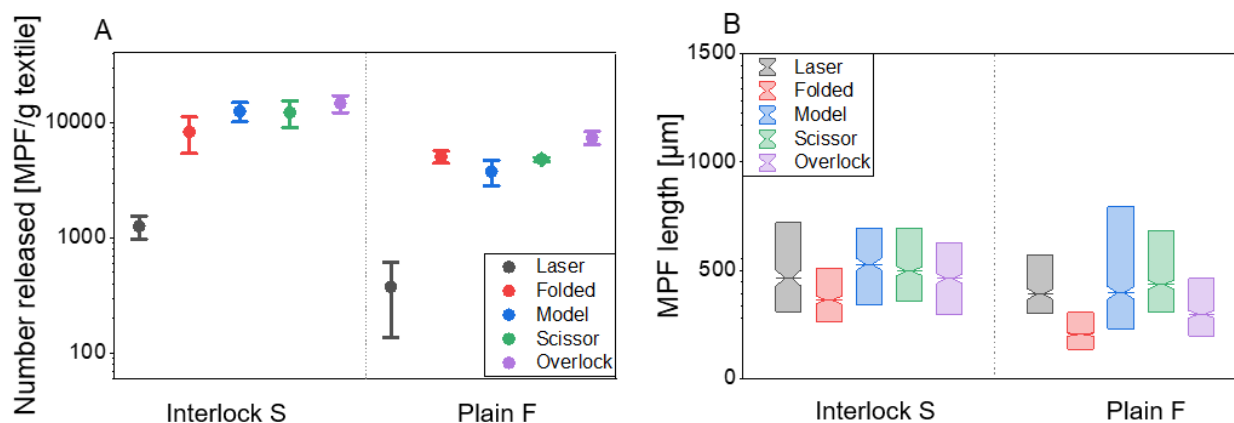 A
Number released [MPF/g textile]
10000
1000
100
Laser
Folded
Model
Scissor
Overlock
Interlock S
Plain F
B
MPF length [µm]
1500
1000
500
0
Laser
Folded
Model
Scissor
Overlock
Interlock S
Plain F